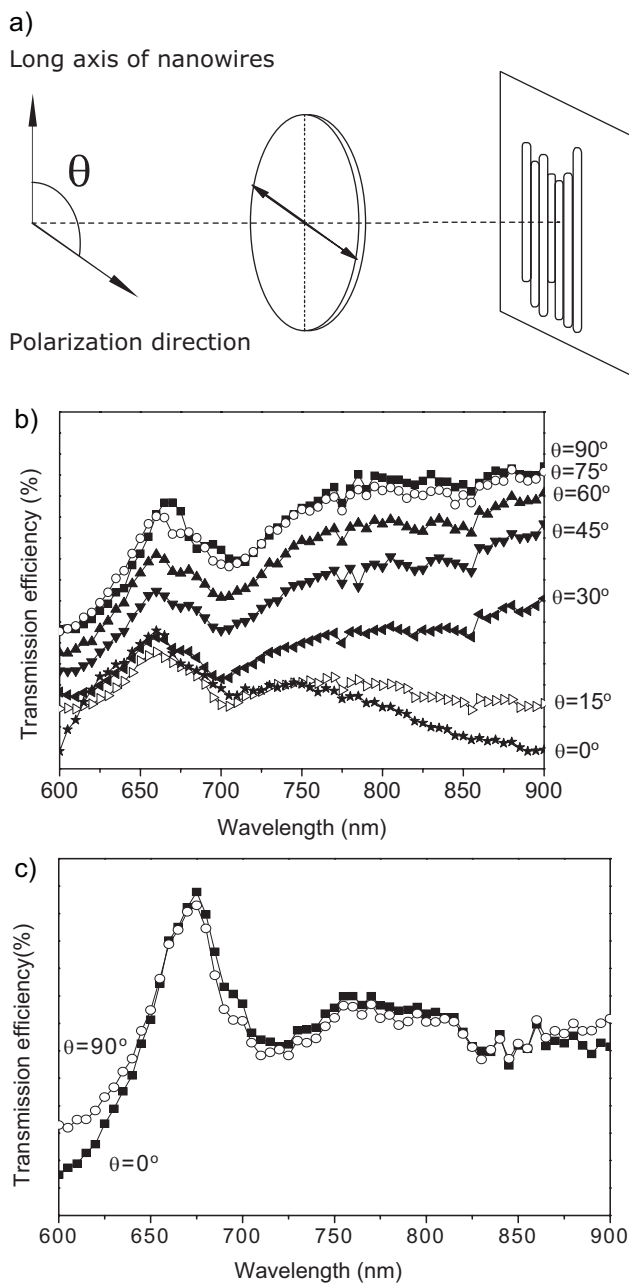 a)
Long axis of nanowires
θ
Polarization direction
b)
Transmission efficiency (%)
θ=90º
θ=75º
θ=60º
θ=45º
θ=30º
θ=15º
θ=0º
600 650 700 750 800 850 900
Wavelength (nm)
c)
Transmission efficiency(%)
θ=90º
θ=0º
600 650 700 750 800 850 900
Wavelength (nm)